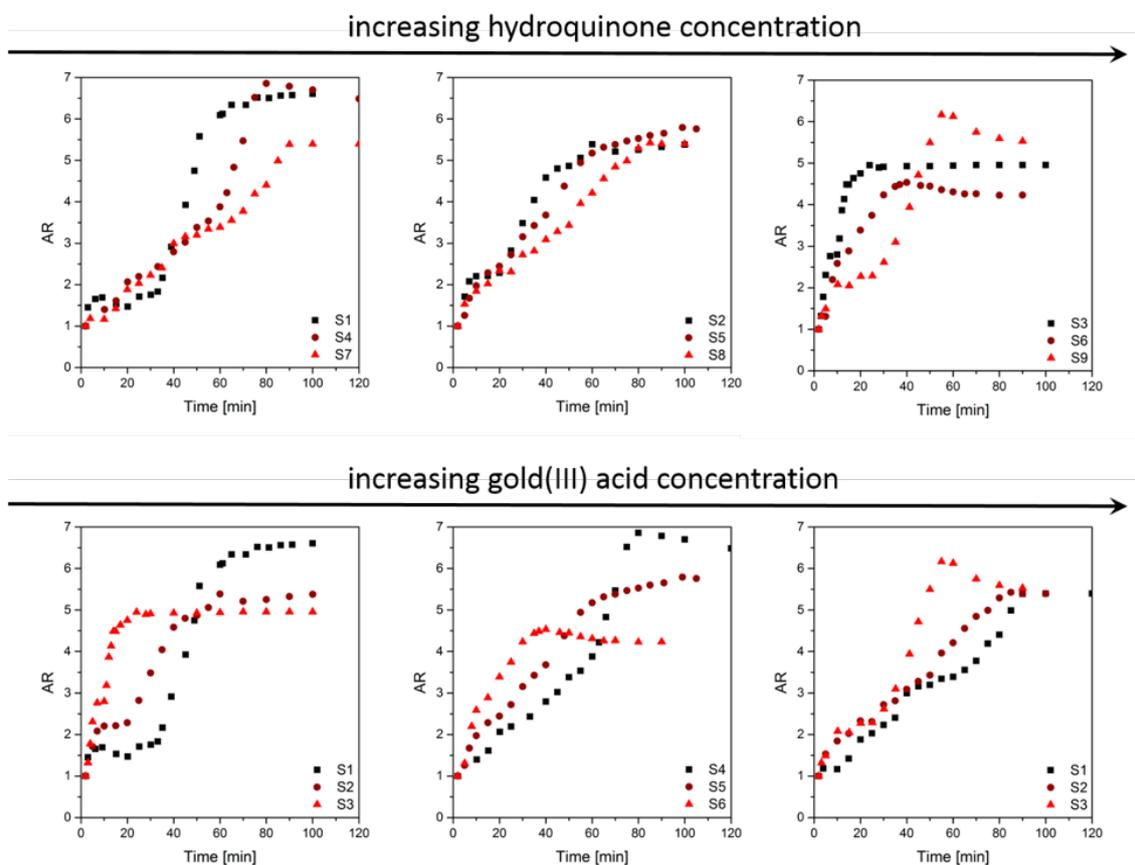 increasing hydroquinone concentration
7
6
5
4
3
2
1
0
AR
S1
S4
S7
0 20 40 60 80 100 120
Time [min]
7
6
5
4
3
2
1
0
AR
S2
S5
S8
0 20 40 60 80 100 120
Time [min]
7
6
5
4
3
2
1
0
AR
S3
S6
S9
0 20 40 60 80 100 120
Time [min]
increasing gold(III) acid concentration
7
6
5
4
3
2
1
0
AR
S1
S2
S3
0 20 40 60 80 100 120
Time [min]
7
6
5
4
3
2
1
0
AR
S4
S5
S6
0 20 40 60 80 100 120
Time [min]
7
6
5
4
3
2
1
0
AR
S1
S2
S3
0 20 40 60 80 100 120
Time [min]